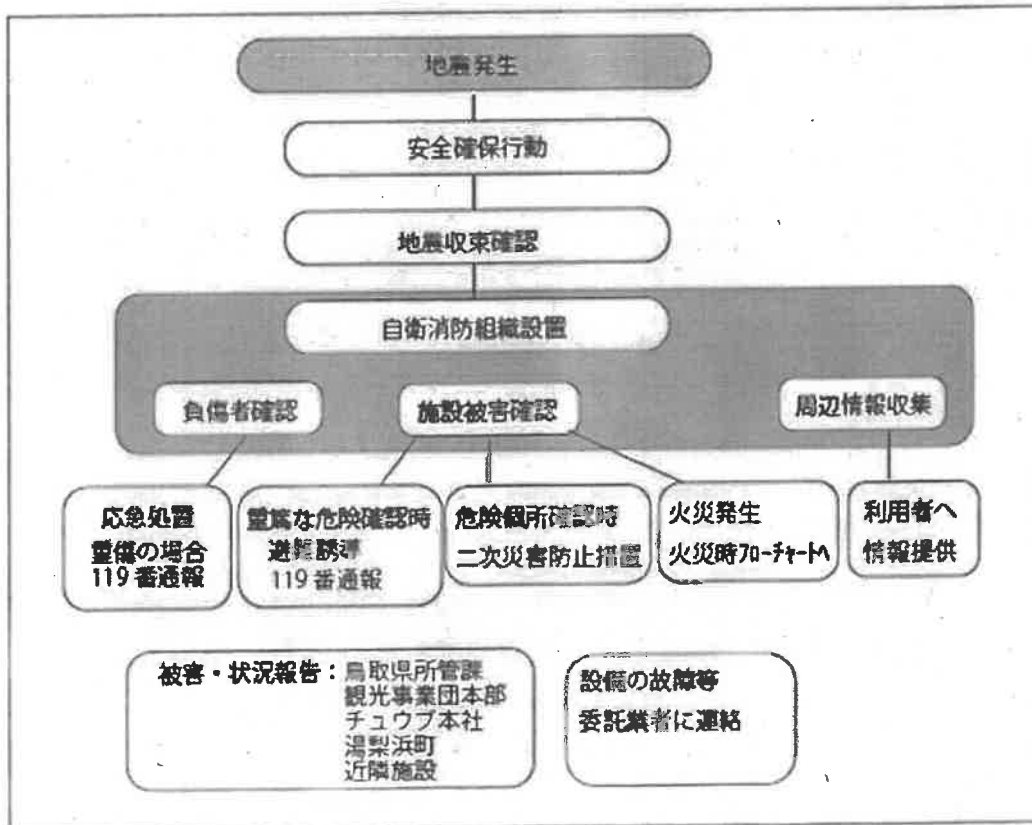 地震発生
安全確保行動
地震収束確認
自衛消防組織設置
負傷者確認
施設被害確認
周辺情報収集
応急処置
重傷の場合
119番通報
重篤な危険確認時
避難誘導
119番通報
危険個所確認時
二次災害防止措置
火災発生
火災時フローチャートへ
利用者へ
情報提供
被害・状況報告：鳥取県所管課
観光事業団本部
チュウブ本社
湯梨浜町
近隣施設
設備の故障等
委託業者に連絡